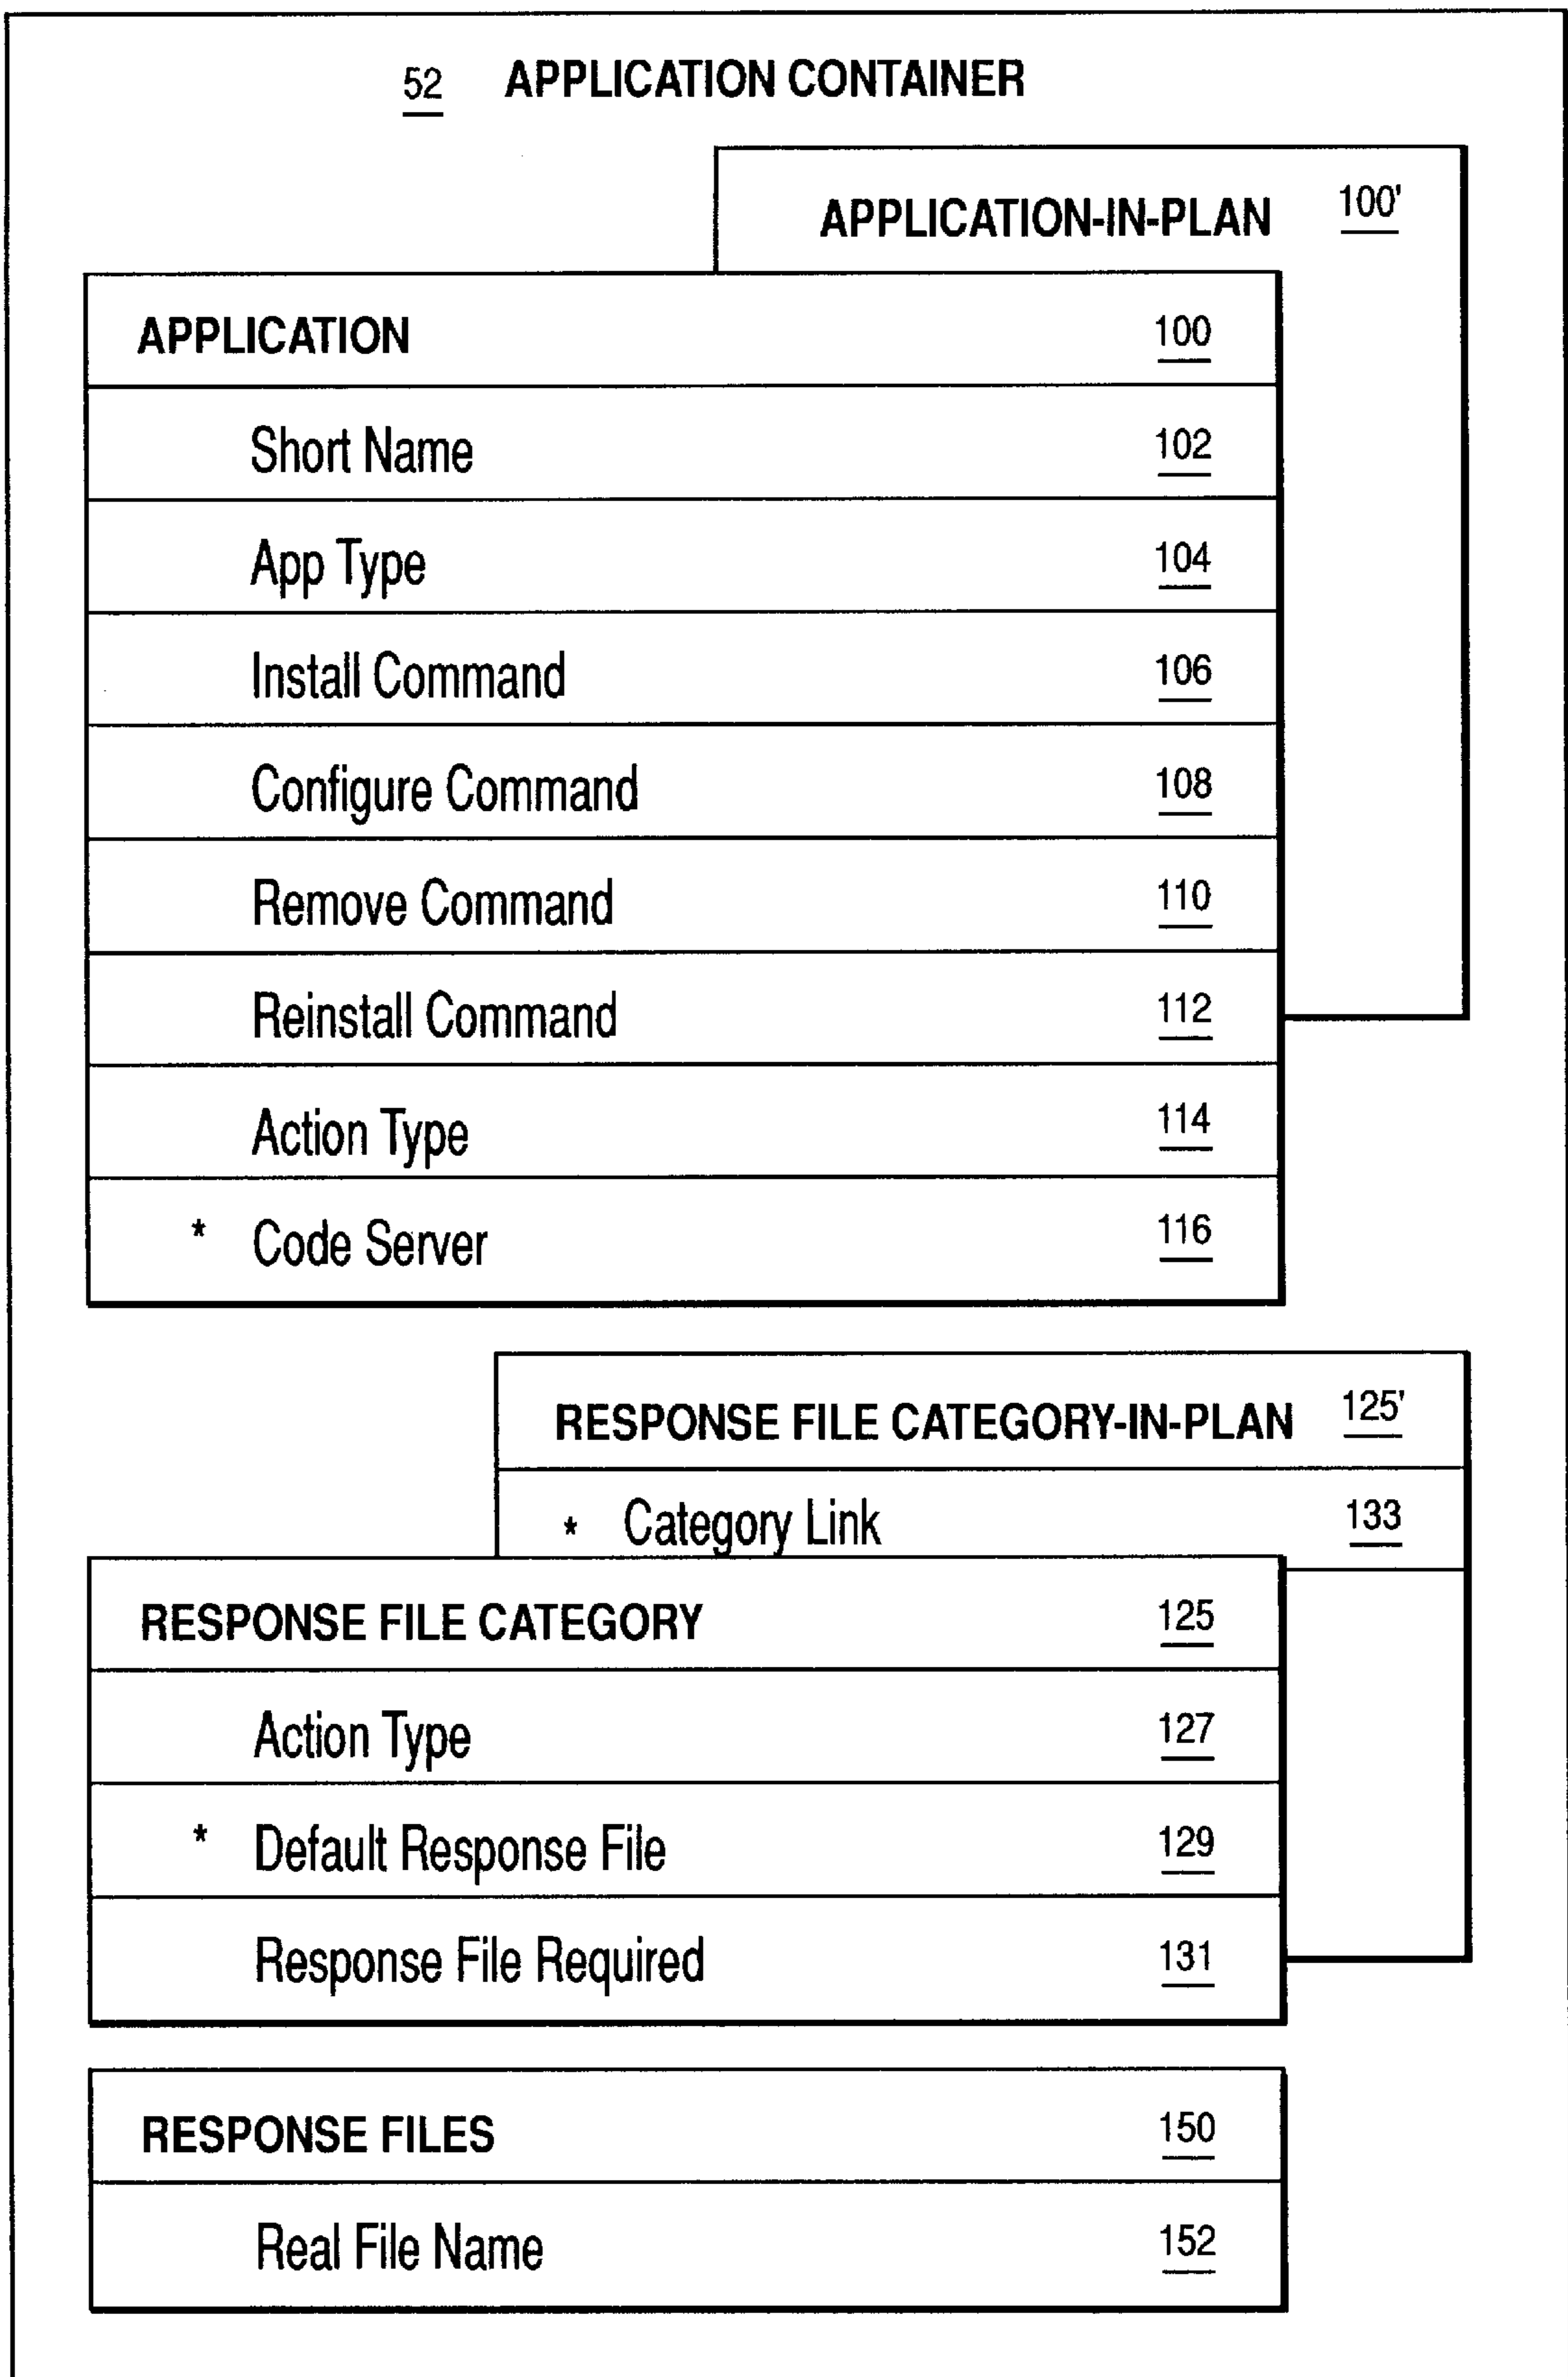 52 APPLICATION CONTAINER
APPLICATION-IN-PLAN 100'
APPLICATION 100
Short Name 102
App Type 104
Install Command 106
Configure Command 108
Remove Command 110
Reinstall Command 112
Action Type 114
* Code Server 116
RESPONSE FILE CATEGORY-IN-PLAN 125'
* Category Link 133
RESPONSE FILE CATEGORY 125
Action Type 127
* Default Response File 129
Response File Required 131
RESPONSE FILES 150
Real File Name 152